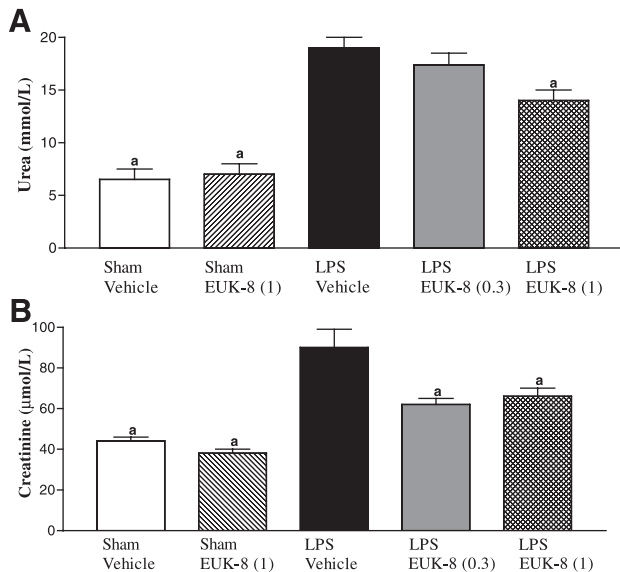 A
20
15
10
5
0
Urea (mmol/L)
a
a
a
Sham
Vehicle
Sham
EUK-8 (1)
LPS
Vehicle
LPS
EUK-8 (0.3)
LPS
EUK-8 (1)
B
100
80
60
40
20
0
Creatinine (μmol/L)
a
a
a
a
Sham
Vehicle
Sham
EUK-8 (1)
LPS
Vehicle
LPS
EUK-8 (0.3)
LPS
EUK-8 (1)